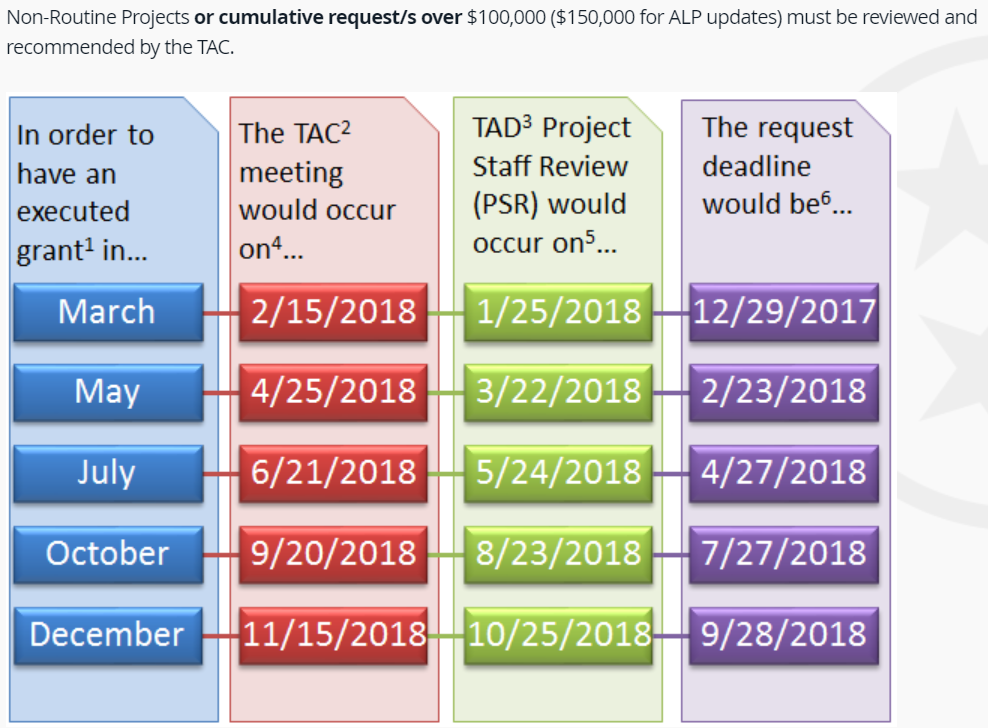 Non-Routine Projects or cumulative request/s over $100,000 ($150,000 for ALP updates) must be reviewed and
recommended by the TAC.
In order to
have an
executed
grant¹ in...
The TAC²
meeting
would occur
on⁴...
TAD³ Project
Staff Review
(PSR) would
occur on⁵...
The request
deadline
would be⁶...
March 2/15/2018 1/25/2018 12/29/2017
May 4/25/2018 3/22/2018 2/23/2018
July 6/21/2018 5/24/2018 4/27/2018
October 9/20/2018 8/23/2018 7/27/2018
December 11/15/2018 10/25/2018 9/28/2018